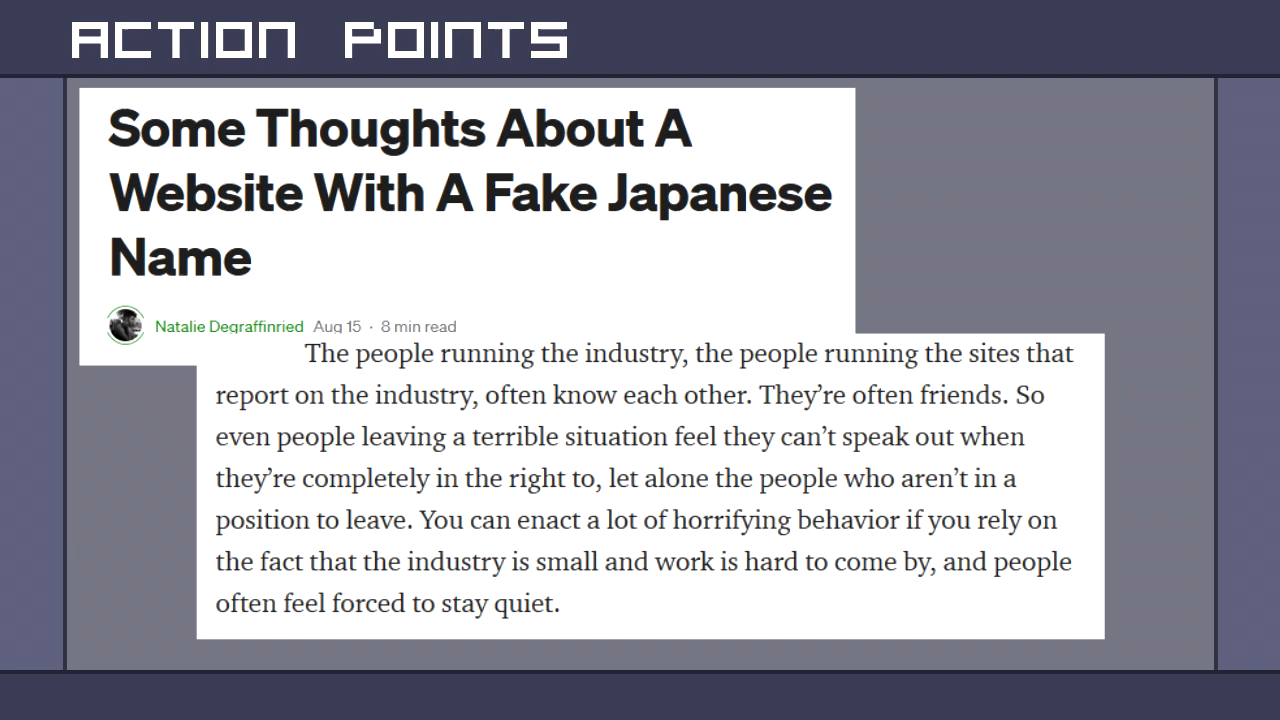 ACTION POINTS
Some Thoughts About A
Website With A Fake Japanese
Name
Natalie Degraffinried Aug 15 · 8 min read
The people running the industry, the people running the sites that
report on the industry, often know each other. They’re often friends. So
even people leaving a terrible situation feel they can’t speak out when
they’re completely in the right to, let alone the people who aren’t in a
position to leave. You can enact a lot of horrifying behavior if you rely on
the fact that the industry is small and work is hard to come by, and people
often feel forced to stay quiet.